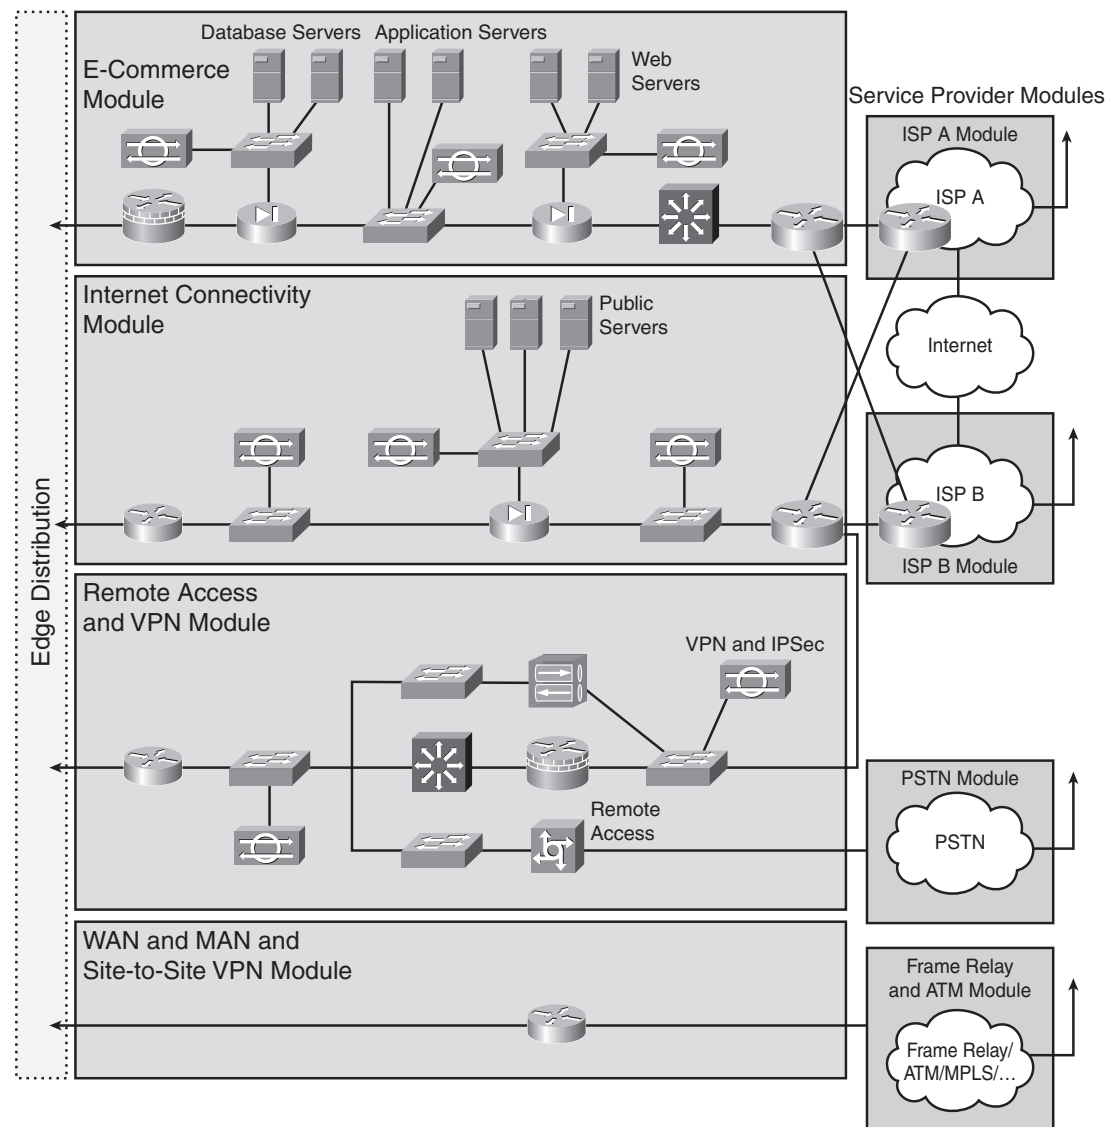 Database Servers
Application Servers
E-Commerce
Module
Web
Servers
Service Provider Modules
ISP A Module
ISP A
Internet Connectivity
Module
Public
Servers
Internet
ISP B
ISP B Module
Edge Distribution
Remote Access
and VPN Module
VPN and IPSec
Remote
Access
PSTN Module
PSTN
WAN and MAN and
Site-to-Site VPN Module
Frame Relay
and ATM Module
Frame Relay/
ATM/MPLS/...